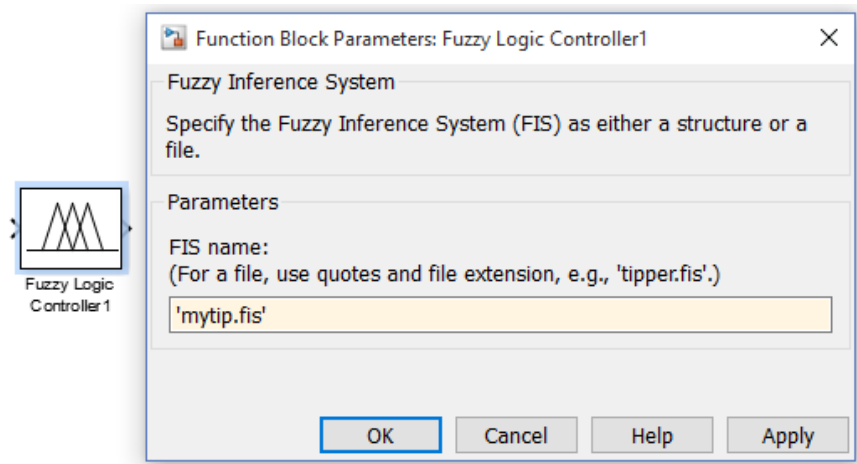 Function Block Parameters: Fuzzy Logic Controller1
Fuzzy Inference System
Specify the Fuzzy Inference System (FIS) as either a structure or a
file.
Parameters
FIS name:
(For a file, use quotes and file extension, e.g., 'tipper.fis'.)
'mytip.fis'
OK Cancel Help Apply
Fuzzy Logic
Controller1